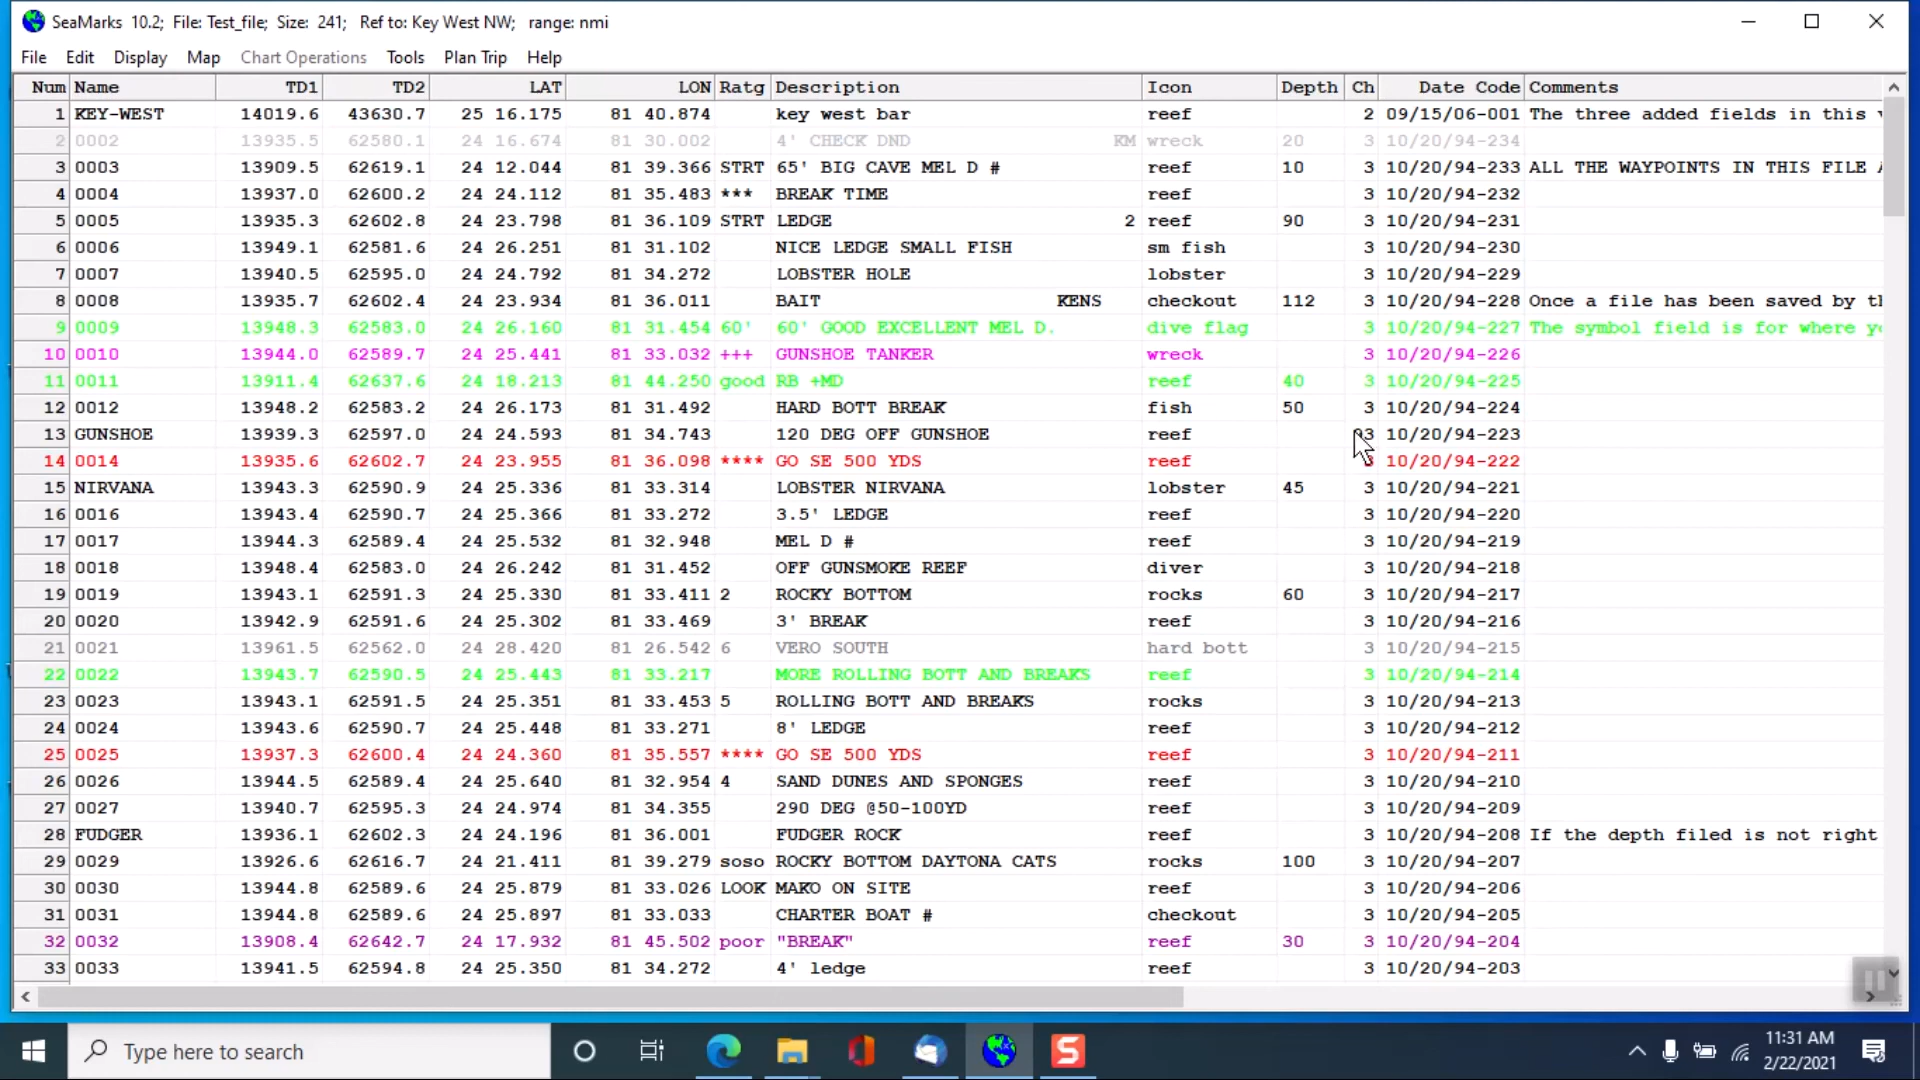 SeaMarks 10.2; File: Test_file; Size: 241; Ref to: Key West NW; range: nmi
File Edit Display Map Chart Operations Tools Plan Trip Help
Num Name TD1 TD2 LAT LON Ratg Description Icon Depth Ch Date Code Comments
1 KEY-WEST 14019.6 43630.7 25 16.175 81 40.874 key west bar reef 2 09/15/06-001 The three added fields in this
2 0002 13935.5 62580.1 24 16.674 81 30.002 4' CHECK DND KM wreck 20 3 10/20/94-234
3 0003 13909.5 62619.1 24 12.044 81 39.366 STRT 65' BIG CAVE MEL D # reef 10 3 10/20/94-233 ALL THE WAYPOINTS IN THIS FILE
4 0004 13937.0 62600.2 24 24.112 81 35.483 *** BREAK TIME reef 3 10/20/94-232
5 0005 13935.3 62602.8 24 23.798 81 36.109 STRT LEDGE 2 reef 90 3 10/20/94-231
6 0006 13949.1 62581.6 24 26.251 81 31.102 NICE LEDGE SMALL FISH sm fish 3 10/20/94-230
7 0007 13940.5 62595.0 24 24.792 81 34.272 LOBSTER HOLE lobster 3 10/20/94-229
8 0008 13935.7 62602.4 24 23.934 81 36.011 BAIT KENS checkout 112 3 10/20/94-228 Once a file has been saved by
9 0009 13948.3 62583.0 24 26.160 81 31.454 60' 60' GOOD EXCELLENT MEL D. dive flag 3 10/20/94-227 The symbol field is for where
10 0010 13944.0 62589.7 24 25.441 81 33.032 +++ GUNSHOE TANKER wreck 3 10/20/94-226
11 0011 13911.4 62637.6 24 18.213 81 44.250 good RB +MD reef 40 3 10/20/94-225
12 0012 13948.2 62583.2 24 26.173 81 31.492 HARD BOTT BREAK fish 50 3 10/20/94-224
13 GUNSHOE 13939.3 62597.0 24 24.593 81 34.743 120 DEG OFF GUNSHOE reef 10/20/94-223
14 0014 13935.6 62602.7 24 23.955 81 36.098 **** GO SE 500 YDS reef 3 10/20/94-222
15 NIRVANA 13943.3 62590.9 24 25.336 81 33.314 LOBSTER NIRVANA lobster 45 3 10/20/94-221
16 0016 13943.4 62590.7 24 25.366 81 33.272 3.5' LEDGE reef 3 10/20/94-220
17 0017 13944.3 62589.4 24 25.532 81 32.948 MEL D # reef 3 10/20/94-219
18 0018 13948.4 62583.0 24 26.242 81 31.452 OFF GUNSMOKE REEF diver 3 10/20/94-218
19 0019 13943.1 62591.3 24 25.330 81 33.411 2 ROCKY BOTTOM rocks 60 3 10/20/94-217
20 0020 13942.9 62591.6 24 25.302 81 33.469 3' BREAK reef 3 10/20/94-216
21 0021 13961.5 62562.0 24 28.420 81 26.542 6 VERO SOUTH hard bott 3 10/20/94-215
22 0022 13943.7 62590.5 24 25.443 81 33.217 MORE ROLLING BOTT AND BREAKS reef 3 10/20/94-214
23 0023 13943.1 62591.5 24 25.351 81 33.453 5 ROLLING BOTT AND BREAKS rocks 3 10/20/94-213
24 0024 13943.6 62590.7 24 25.448 81 33.271 8' LEDGE reef 3 10/20/94-212
25 0025 13937.3 62600.4 24 24.360 81 35.557 **** GO SE 500 YDS reef 3 10/20/94-211
26 0026 13944.5 62589.4 24 25.640 81 32.954 4 SAND DUNES AND SPONGES reef 3 10/20/94-210
27 0027 13940.7 62595.3 24 24.974 81 34.355 290 DEG @50-100YD reef 3 10/20/94-209
28 FUDGER 13936.1 62602.3 24 24.196 81 36.001 FUDGER ROCK reef 3 10/20/94-208 If the depth filed is not right
29 0029 13926.6 62616.7 24 21.411 81 39.279 soso ROCKY BOTTOM DAYTONA CATS rocks 100 3 10/20/94-207
30 0030 13944.8 62589.6 24 25.879 81 33.026 LOOK MAKO ON SITE reef 3 10/20/94-206
31 0031 13944.8 62589.6 24 25.897 81 33.033 CHARTER BOAT # checkout 3 10/20/94-205
32 0032 13908.4 62642.7 24 17.932 81 45.502 poor "BREAK" reef 30 3 10/20/94-204
33 0033 13941.5 62594.8 24 25.350 81 34.272 4' ledge reef 3 10/20/94-203
Type here to search
S
11:31 AM
2/22/2021